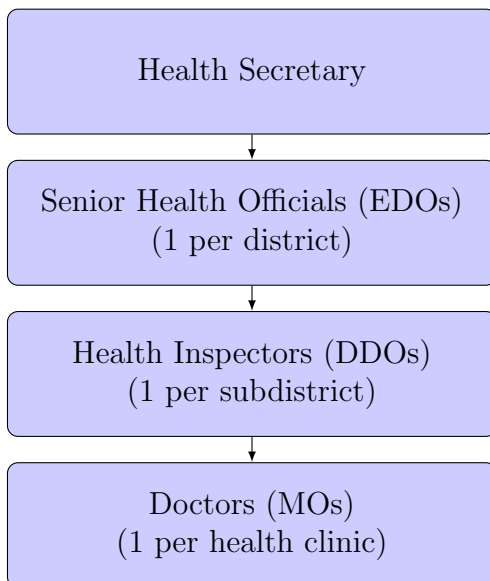 Health Secretary
Senior Health Officials (EDOs)
(1 per district)
Health Inspectors (DDOs)
(1 per subdistrict)
Doctors (MOs)
(1 per health clinic)